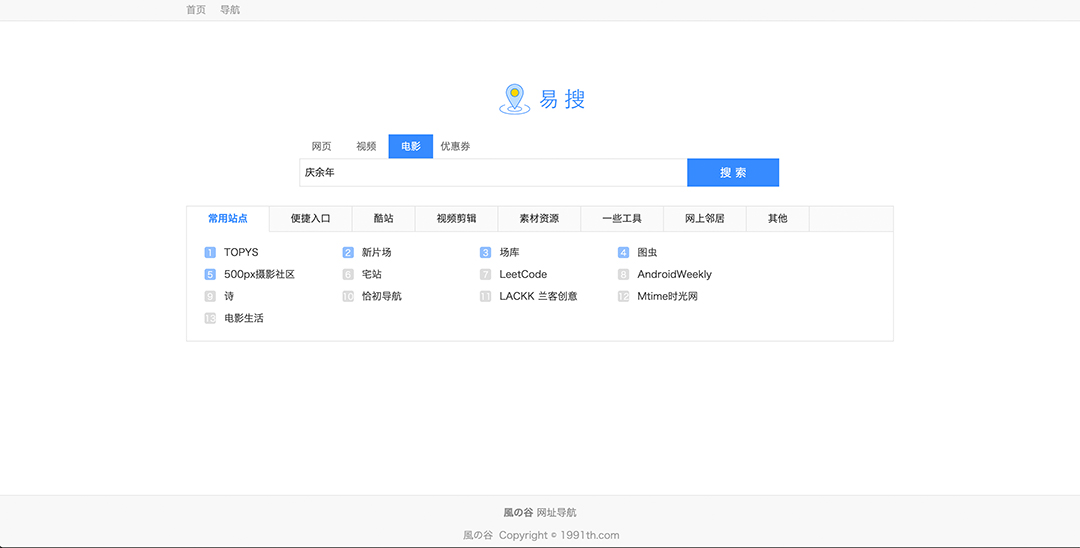 首页 导航
易搜
网页 视频 电影 优惠券
庆余年 搜 索
常用站点 便捷入口 酷站 视频剪辑 素材资源 一些工具 网上邻居 其他
1 TOPYS 2 新片场 3 场库 4 图虫
5 500px摄影社区 6 宅站 7 LeetCode 8 AndroidWeekly
9 诗 10 恰初导航 11 LACKK 兰客创意 12 Mtime时光网
13 电影生活
風の谷 网址导航
風の谷 Copyright © 1991th.com